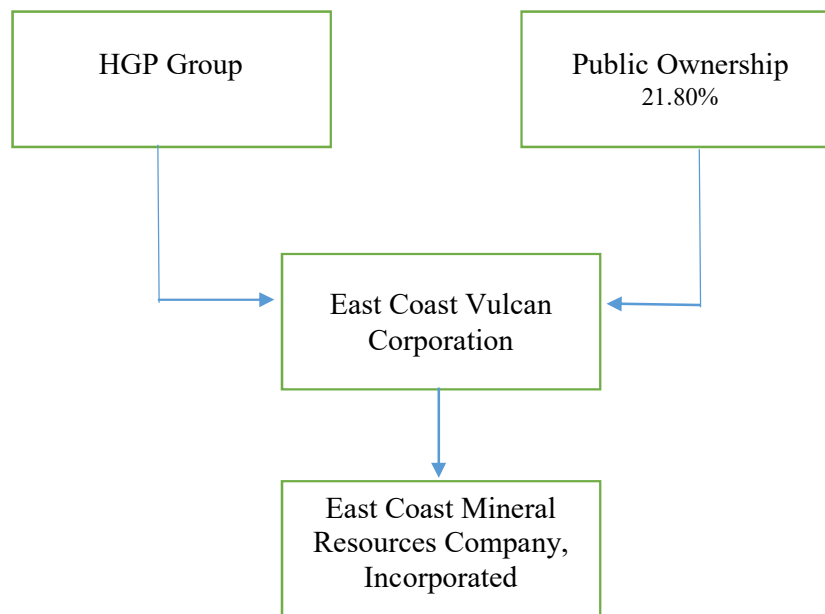 HGP Group
Public Ownership
21.80%
East Coast Vulcan
Corporation
East Coast Mineral
Resources Company,
Incorporated